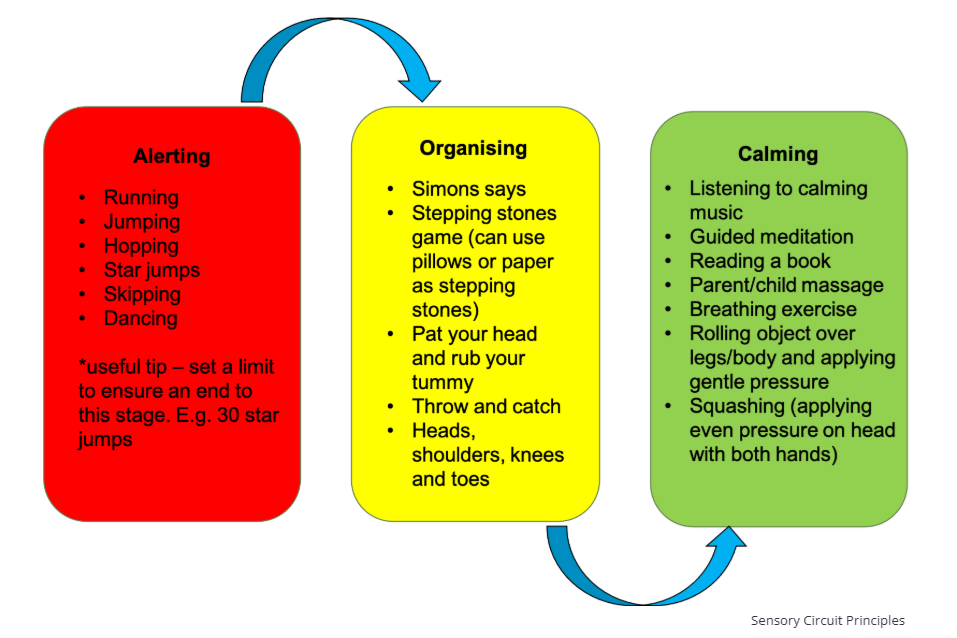 Alerting
• Running
• Jumping
• Hopping
• Star jumps
• Skipping
• Dancing
*useful tip – set a limit
to ensure an end to
this stage. E.g. 30 star
jumps
Organising
• Simons says
• Stepping stones
game (can use
pillows or paper
as stepping
stones)
• Pat your head
and rub your
tummy
• Throw and catch
• Heads,
shoulders, knees
and toes
Calming
• Listening to calming
music
• Guided meditation
• Reading a book
• Parent/child massage
• Breathing exercise
• Rolling object over
legs/body and applying
gentle pressure
• Squashing (applying
even pressure on head
with both hands)
Sensory Circuit Principles